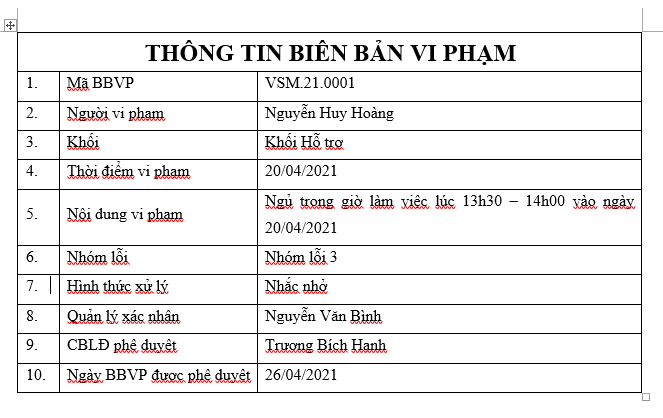 THÔNG TIN BIÊN BẢN VI PHẠM
1. Mã BBVP VSM.21.0001
2. Người vi phạm Nguyễn Huy Hoàng
3. Khối Khối Hỗ trợ
4. Thời điểm vi phạm 20/04/2021
5. Nội dung vi phạm Ngủ trong giờ làm việc lúc 13h30 – 14h00 vào ngày
20/04/2021
6. Nhóm lỗi Nhóm lỗi 3
7. Hình thức xử lý Nhắc nhở
8. Quản lý xác nhận Nguyễn Văn Bình
9. CBLĐ phê duyệt Trương Bích Hạnh
10. Ngày BBVP được phê duyệt 26/04/2021